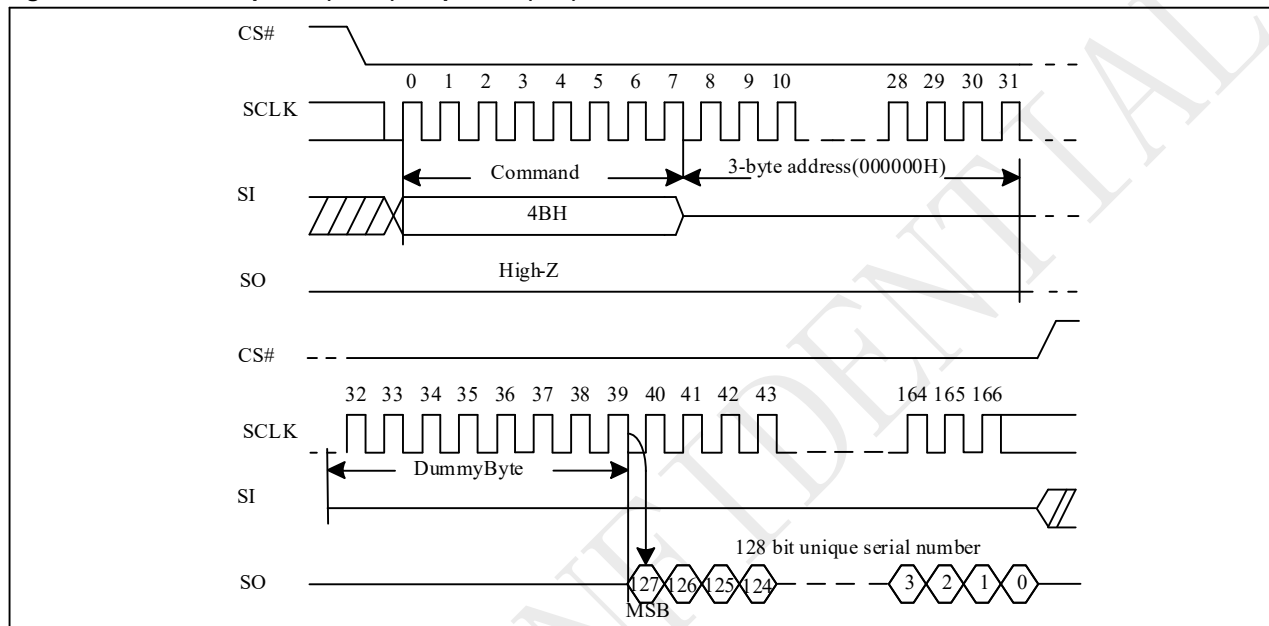 CS#
0 1 2 3 4 5 6 7 8 9 10 28 29 30 31
SCLK
Command 3-byte address(000000H)
SI
4BH
High-Z
SO
CS#
32 33 34 35 36 37 38 39 40 41 42 43 164 165 166
SCLK
DummyByte
SI
128 bit unique serial number
SO 127 126 125 124 3 2 1 0
MSB